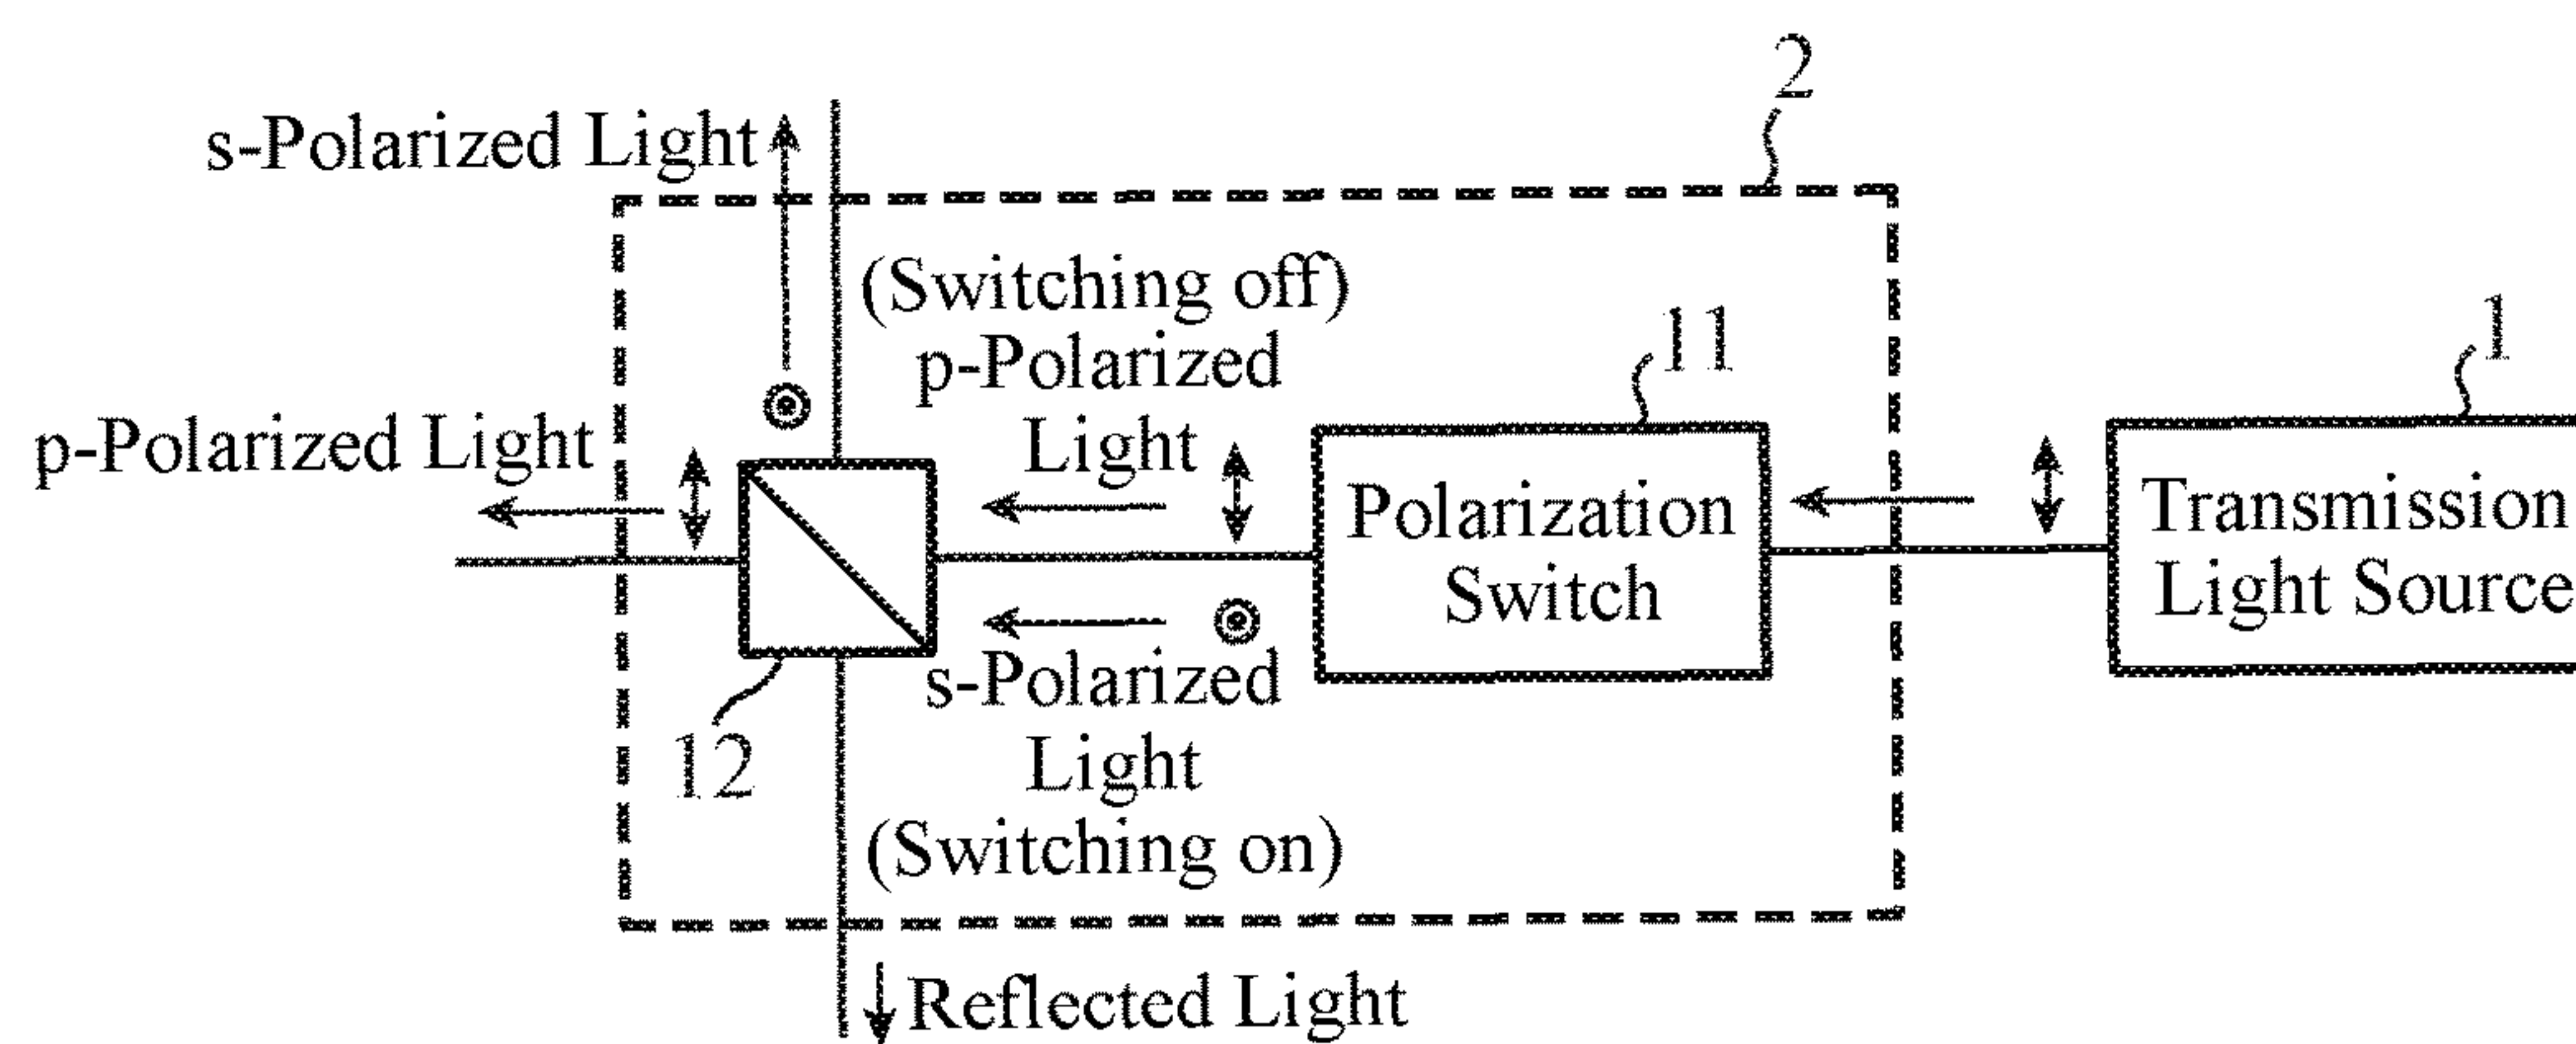 2
s-Polarized Light
(Switching off)
p-Polarized
Light
11
1
p-Polarized Light
Polarization
Switch
Transmission
Light Source
s-Polarized
Light
(Switching on)
12
Reflected Light